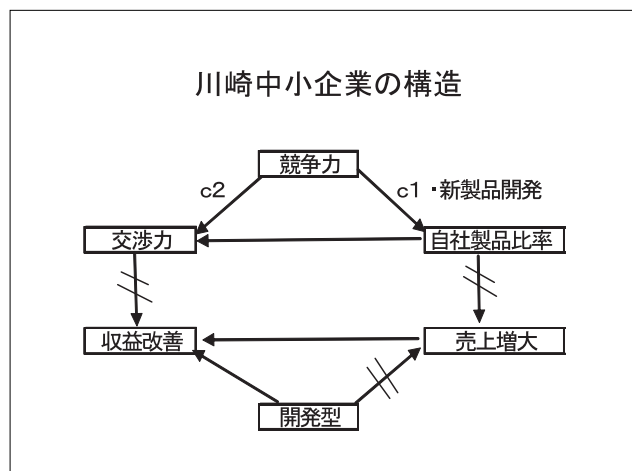 川崎中小企業の構造
競争力
c2
c1・新製品開発
交渉力
自社製品比率
収益改善
売上増大
開発型